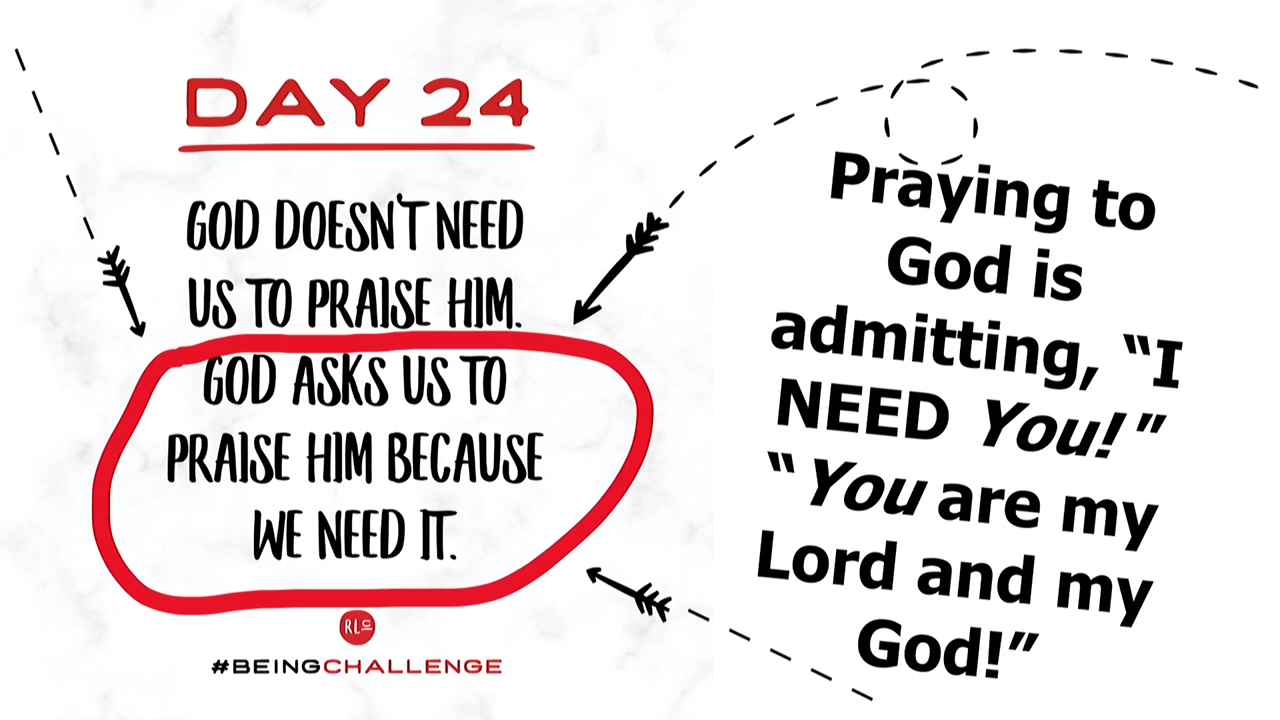 DAY 24
GOD DOESN'T NEED
US TO PRAISE HIM.
GOD ASKS US TO
PRAISE HIM BECAUSE
WE NEED IT.
RL
#BEINGCHALLENGE
Praying to
God is
admitting, “I
NEED You!”
“You are my
Lord and my
God!”